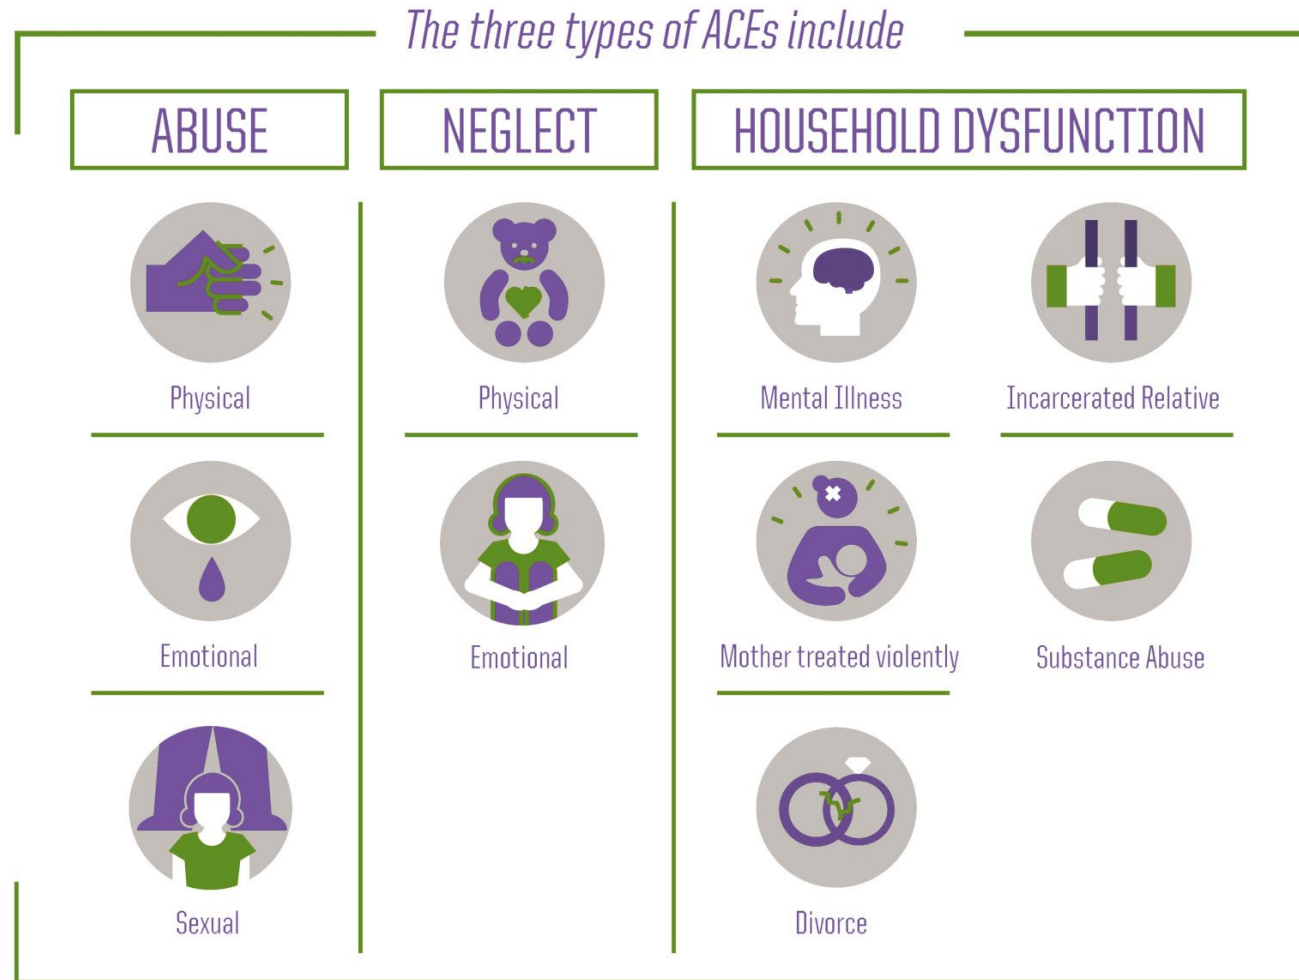 The three types of ACEs include
ABUSE
Physical
Emotional
Sexual
NEGLECT
Physical
Emotional
HOUSEHOLD DYSFUNCTION
Mental Illness
Incarcerated Relative
Mother treated violently
Substance Abuse
Divorce